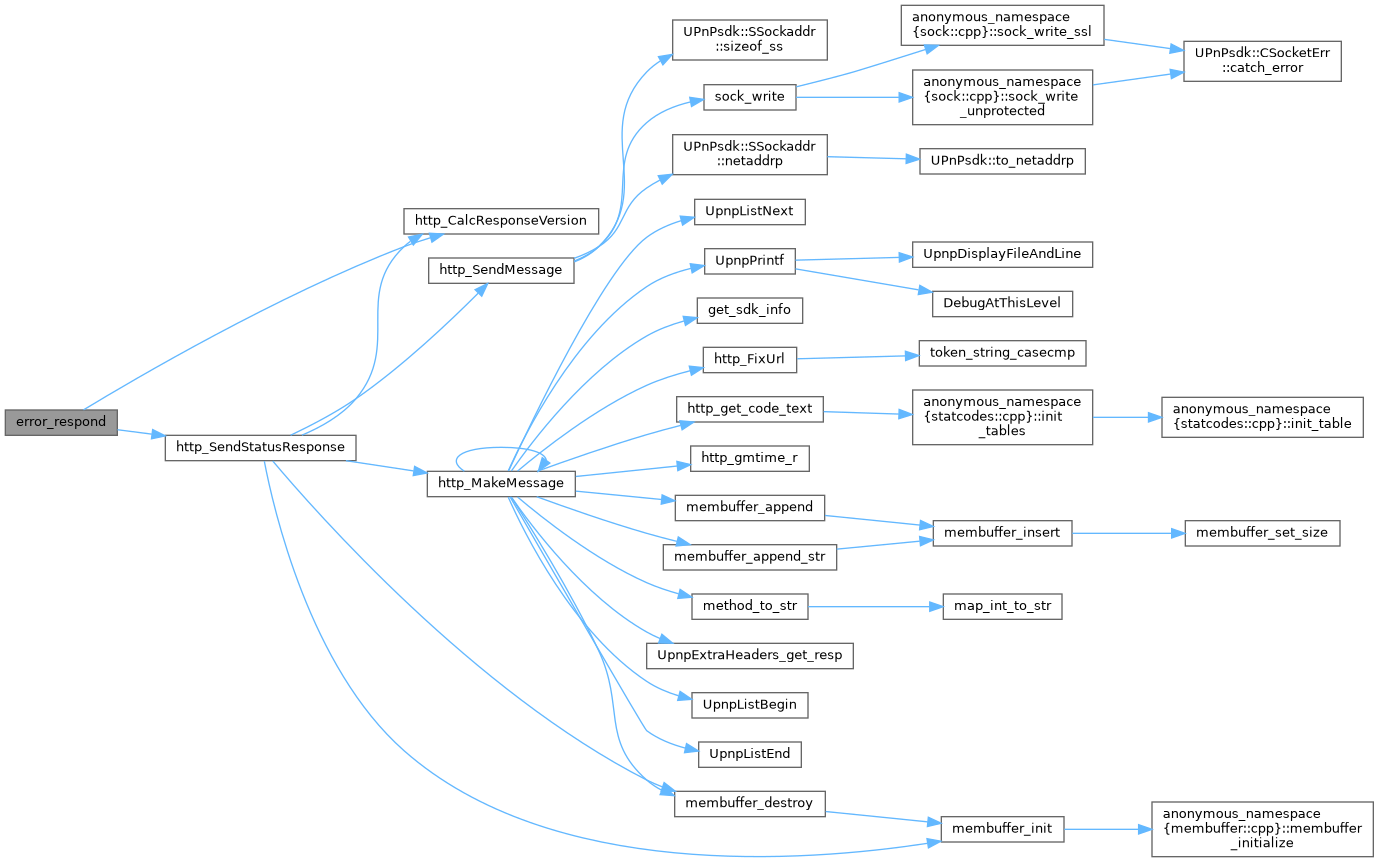 error_respond
http_CalcResponseVersion
http_SendStatusResponse
http_SendMessage
http_MakeMessage
UPnPsdk::SSockaddr
::sizeof_ss
sock_write
UPnPsdk::SSockaddr
::netaddrp
UpnpListNext
UpnpPrintf
get_sdk_info
http_FixUrl
http_get_code_text
http_gmtime_r
membuffer_append
membuffer_append_str
method_to_str
UpnpExtraHeaders_get_resp
UpnpListBegin
UpnpListEnd
membuffer_destroy
anonymous_namespace
{sock::cpp}::sock_write_ssl
anonymous_namespace
{sock::cpp}::sock_write
_unprotected
UPnPsdk::to_netaddrp
UpnpDisplayFileAndLine
DebugAtThisLevel
token_string_casecmp
anonymous_namespace
{statcodes::cpp}::init
_tables
membuffer_insert
map_int_to_str
membuffer_init
UPnPsdk::CSocketErr
::catch_error
anonymous_namespace
{statcodes::cpp}::init_table
membuffer_set_size
anonymous_namespace
{membuffer::cpp}::membuffer
_initialize